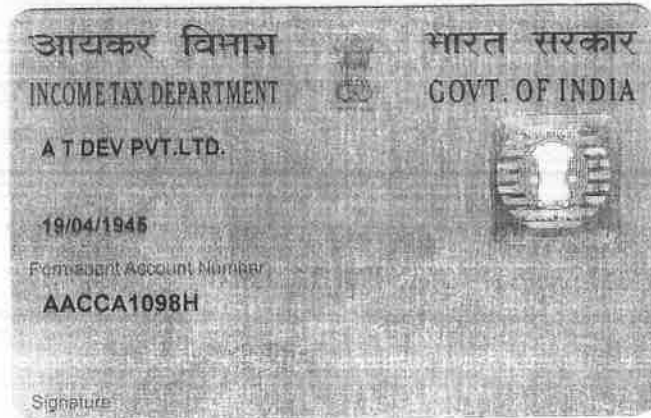 आयकर विभाग
भारत सरकार
INCOME TAX DEPARTMENT
GOVT. OF INDIA
A T DEV PVT.LTD.
19/04/1945
Permanent Account Number
AACCA1098H
Signature